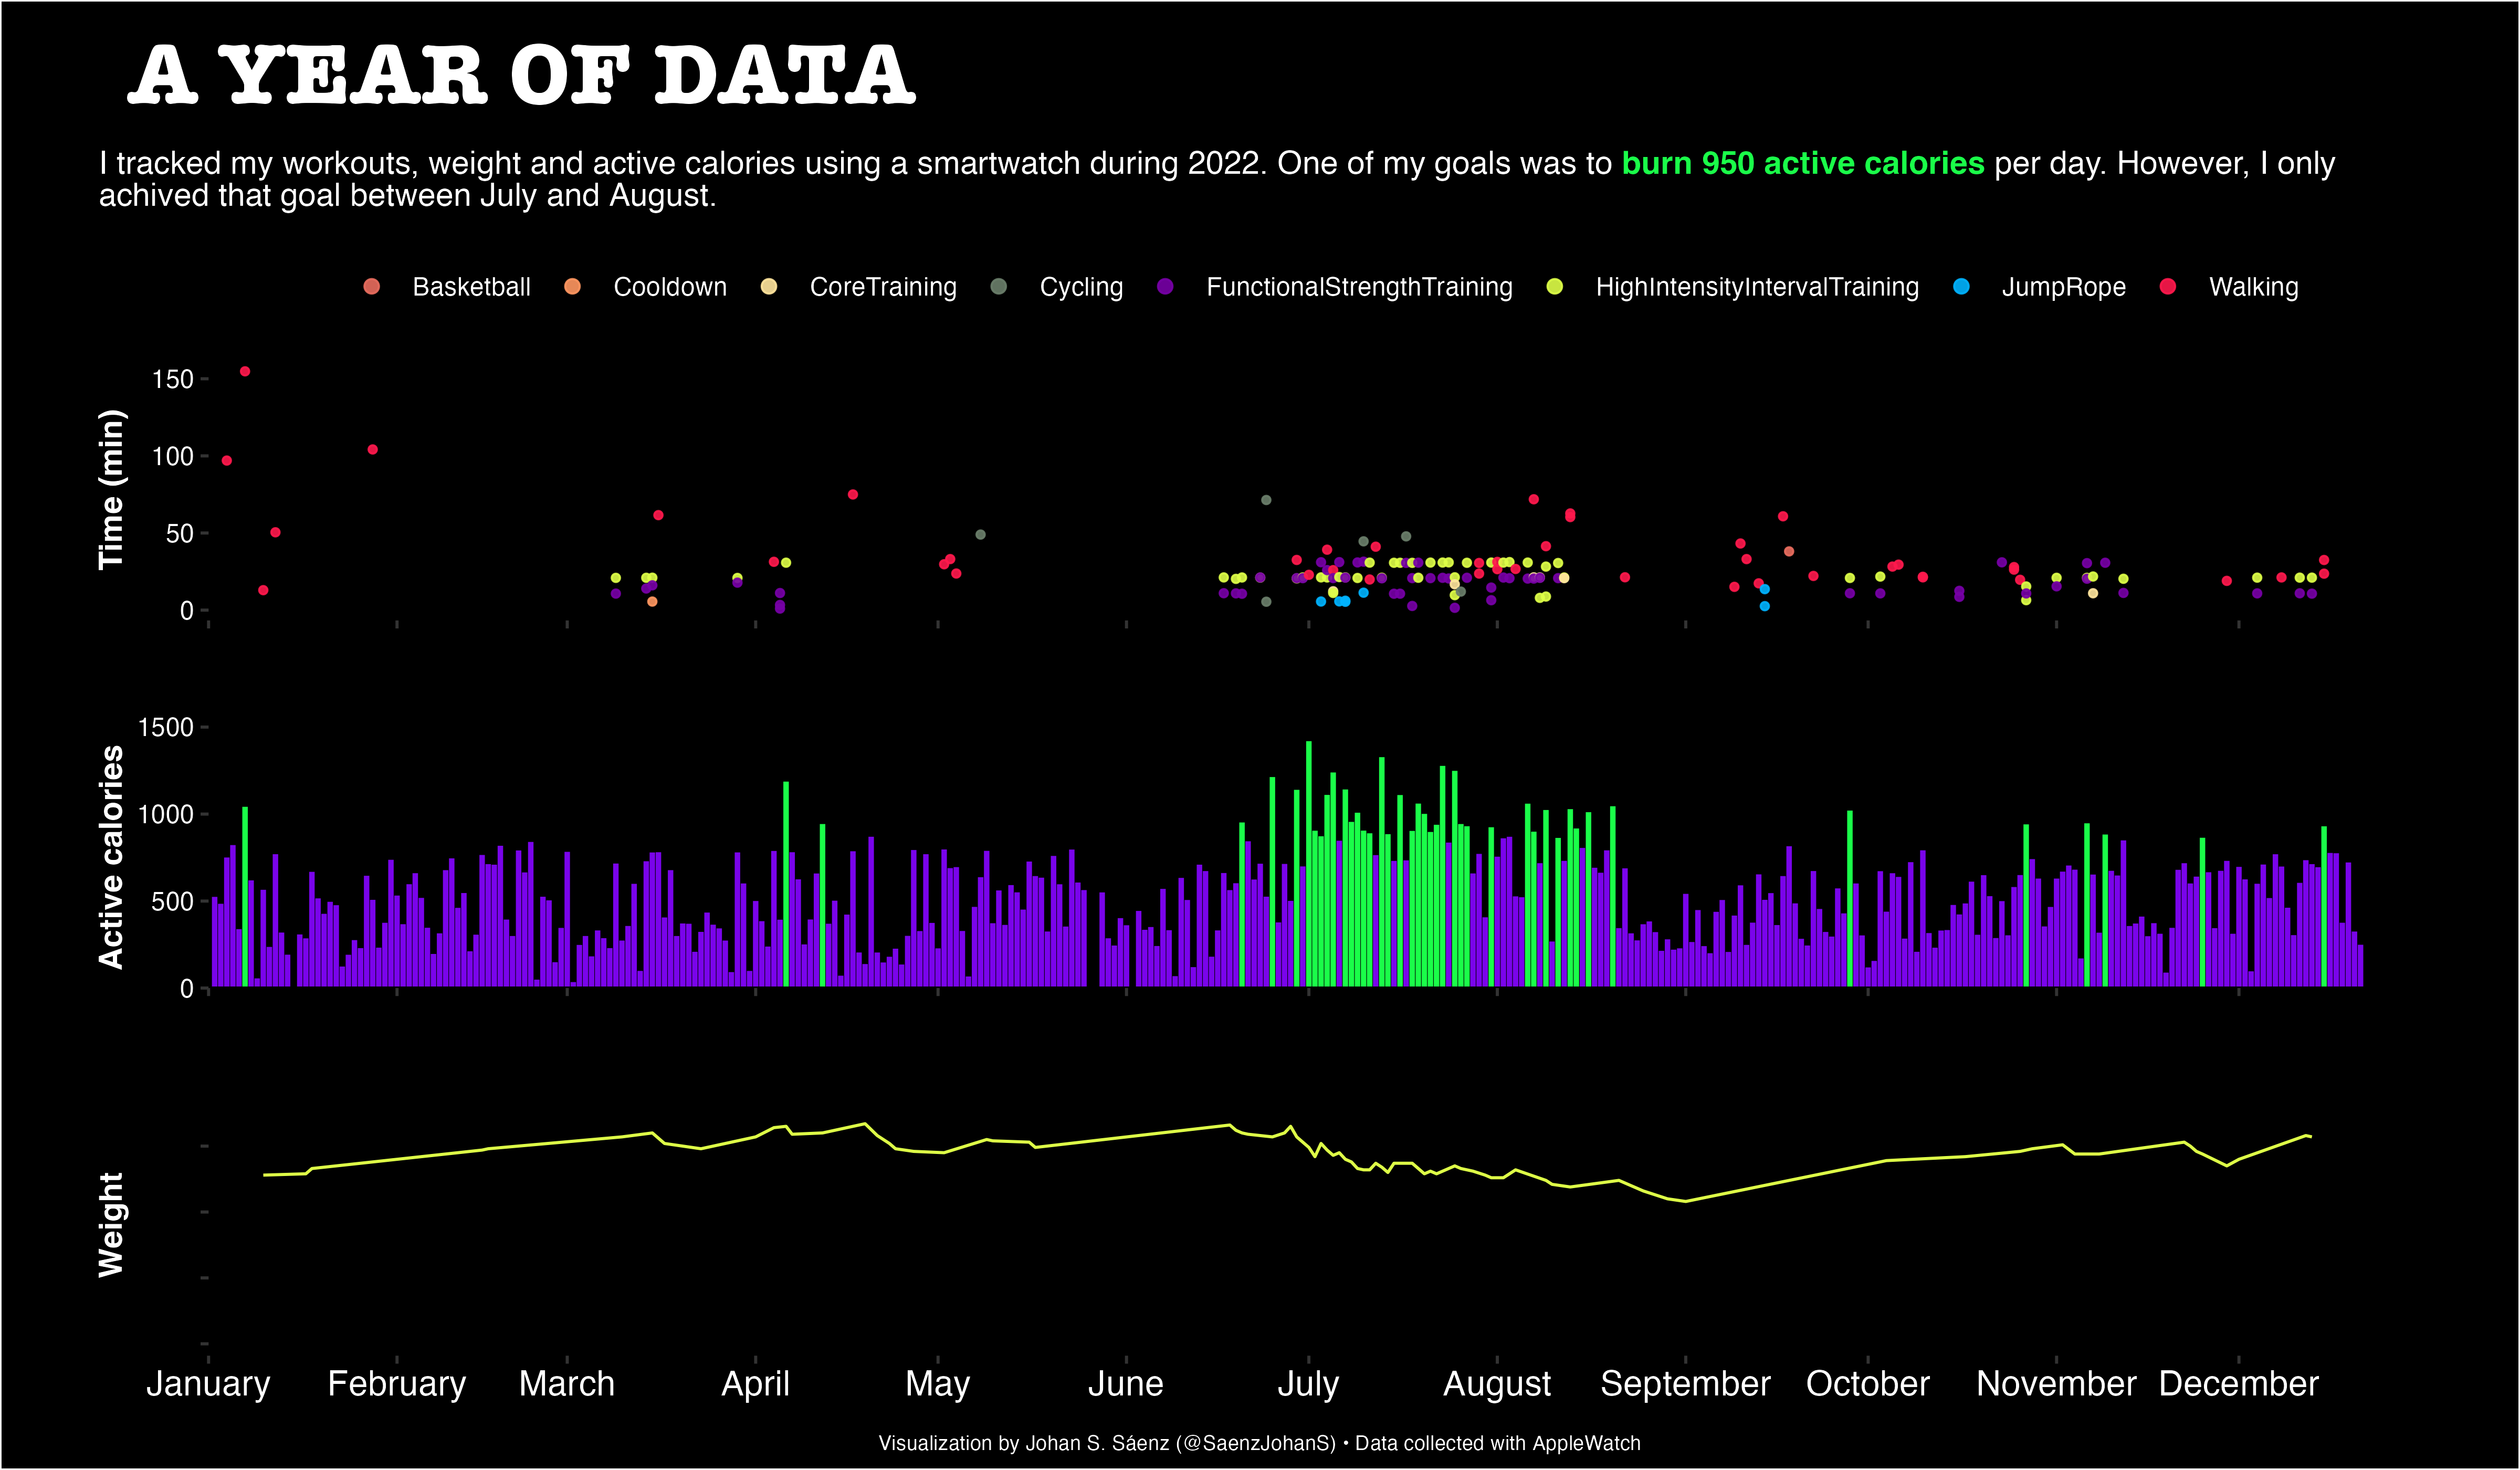 A YEAR OF DATA
I tracked my workouts, weight and active calories using a smartwatch during 2022. One of my goals was to burn 950 active calories per day. However, I only
achived that goal between July and August.
Basketball Cooldown CoreTraining Cycling FunctionalStrengthTraining HighIntensityIntervalTraining JumpRope Walking
Time (min)
150
100
50
0
Active calories
1500
1000
500
0
Weight
January February March April May June July August September October November December
Visualization by Johan S. Sáenz (@SaenzJohanS) • Data collected with AppleWatch